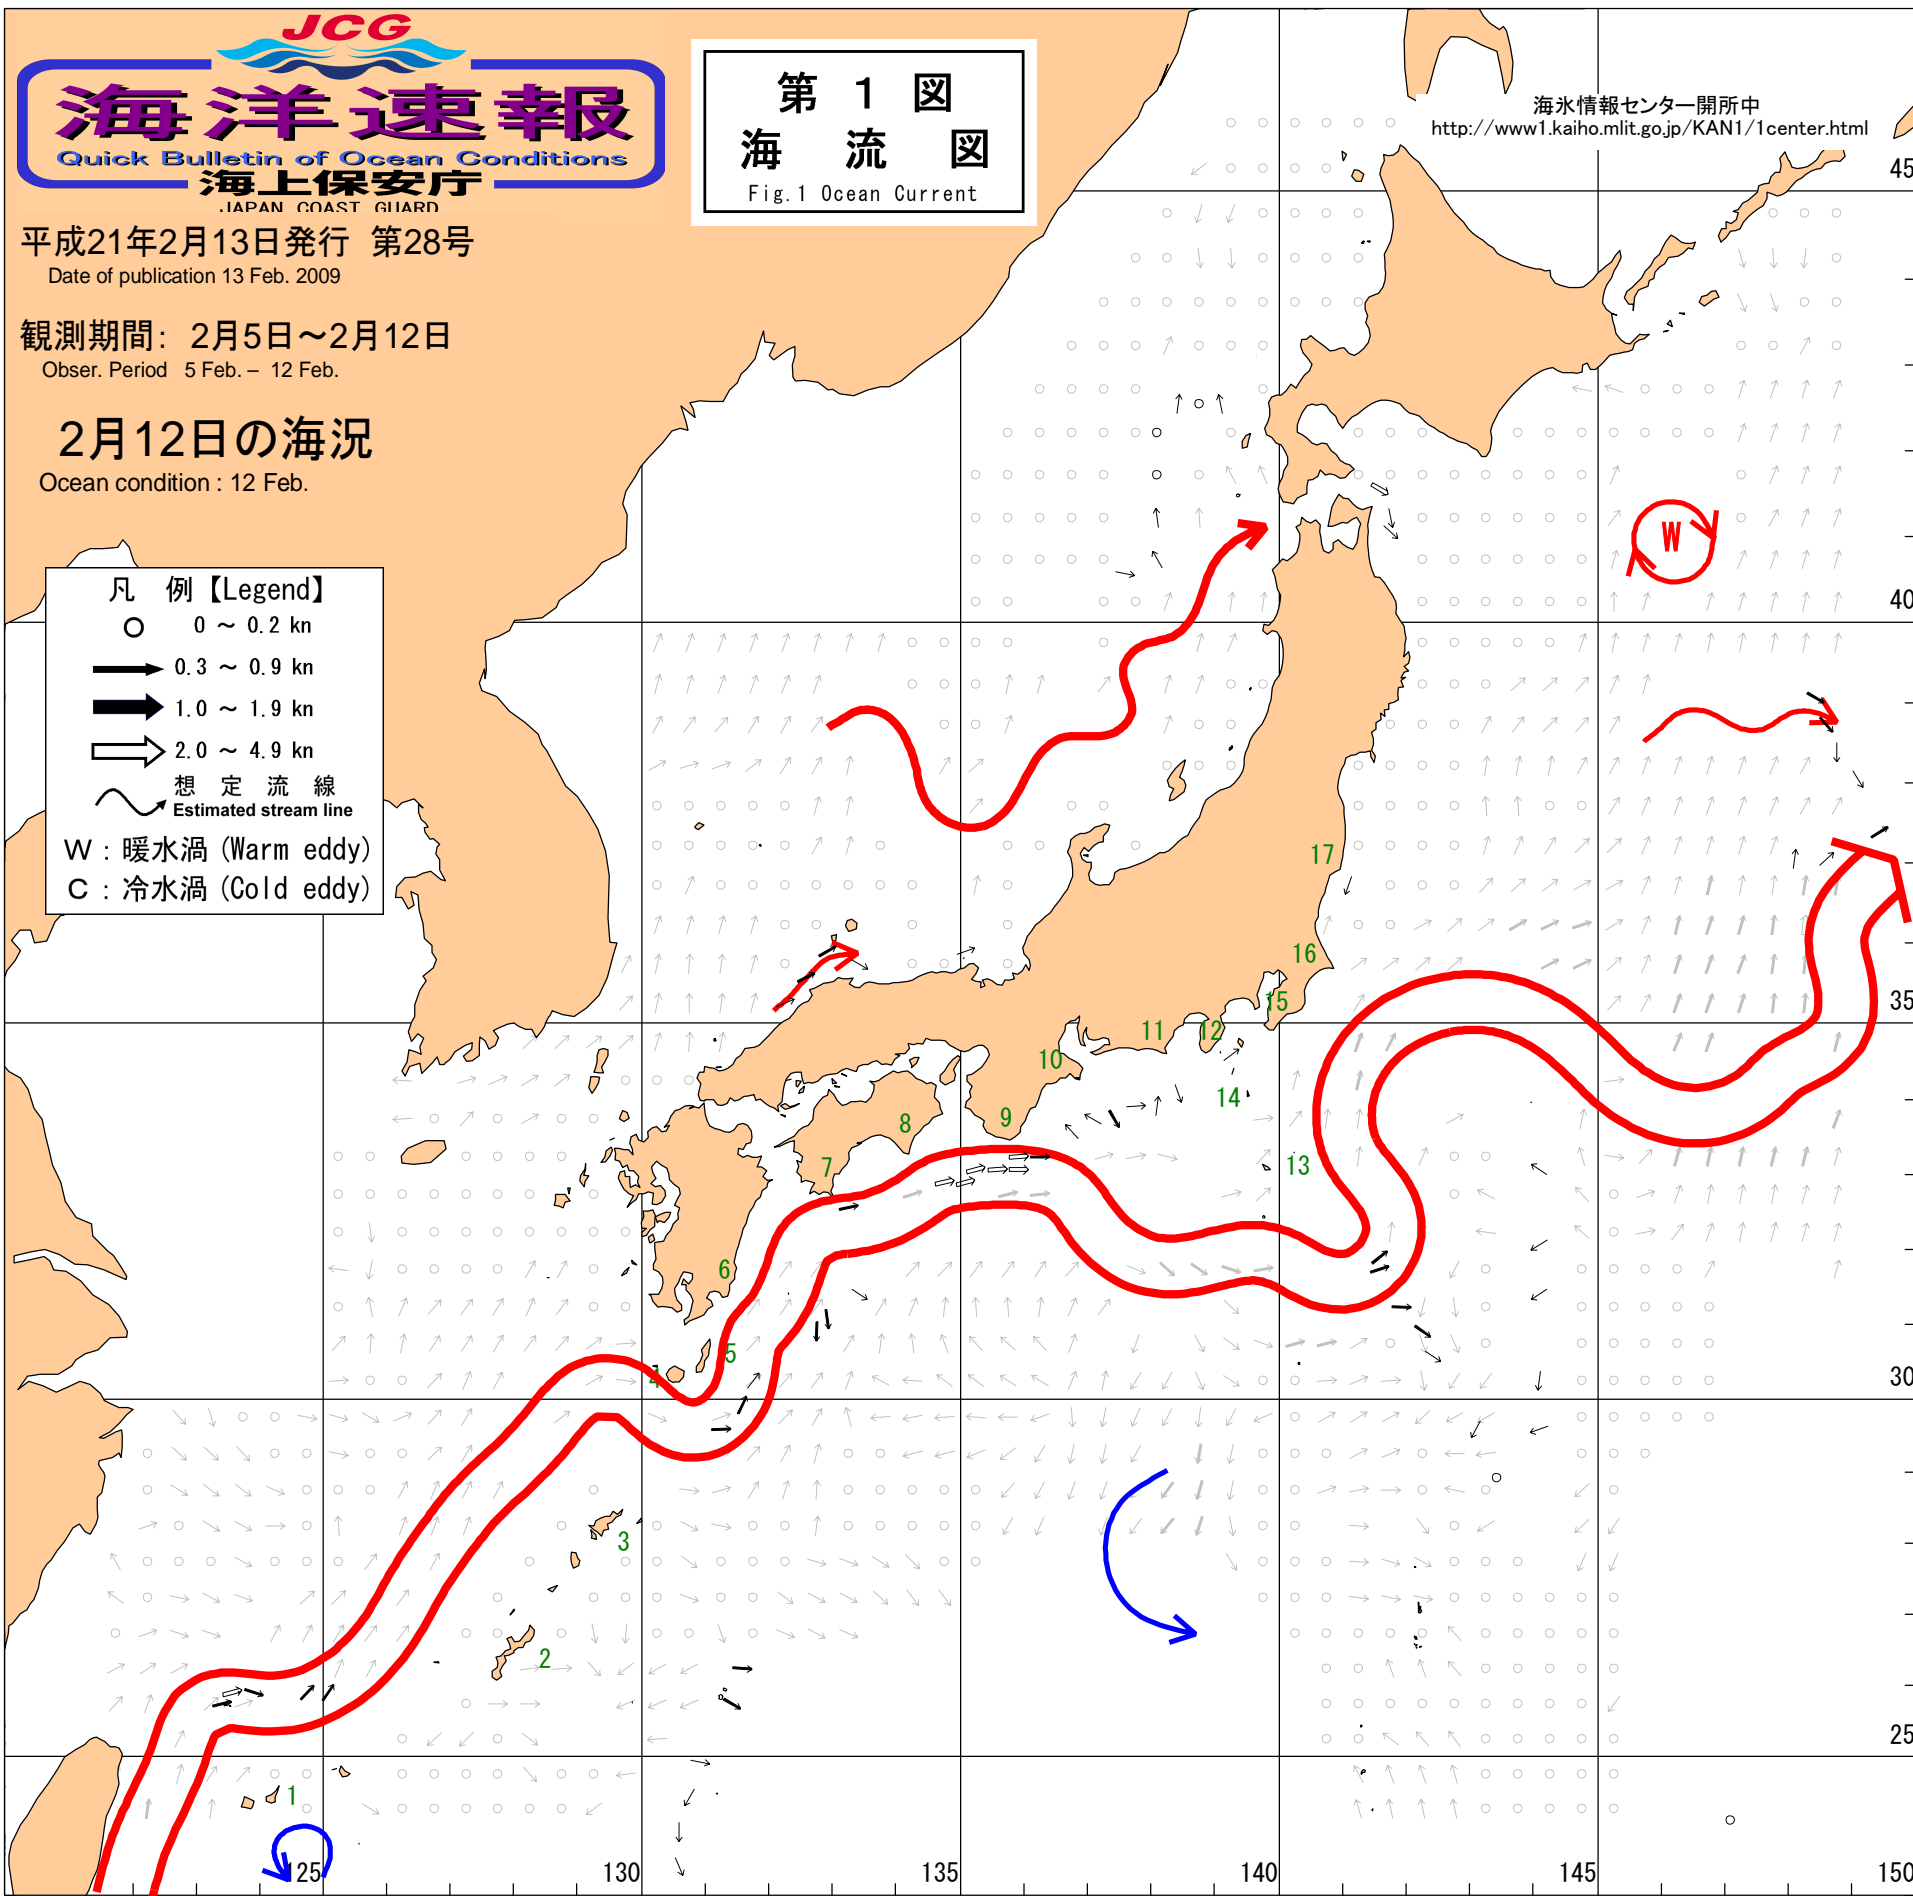 JCG
海洋速報
Quick Bulletin of Ocean Conditions
海上保安庁
JAPAN COAST GUARD
平成21年2月13日発行 第28号
Date of publication 13 Feb. 2009
観測期間: 2月5日～2月12日
Obser. Period 5 Feb. – 12 Feb.
2月12日の海況
Ocean condition : 12 Feb.
第 1 図
海 流 図
Fig.1 Ocean Current
海氷情報センター開所中
http://www1.kaiho.mlit.go.jp/KAN1/1center.html
凡 例【Legend】
0 ～ 0.2 kn
0.3 ～ 0.9 kn
1.0 ～ 1.9 kn
2.0 ～ 4.9 kn
想 定 流 線
Estimated stream line
W : 暖水渦 (Warm eddy)
C : 冷水渦 (Cold eddy)
45
W
40
17
16
35
15
12
11
10
14
9
8
13
7
6
5
4
30
3
2
25
1
125
130
135
140
145
150